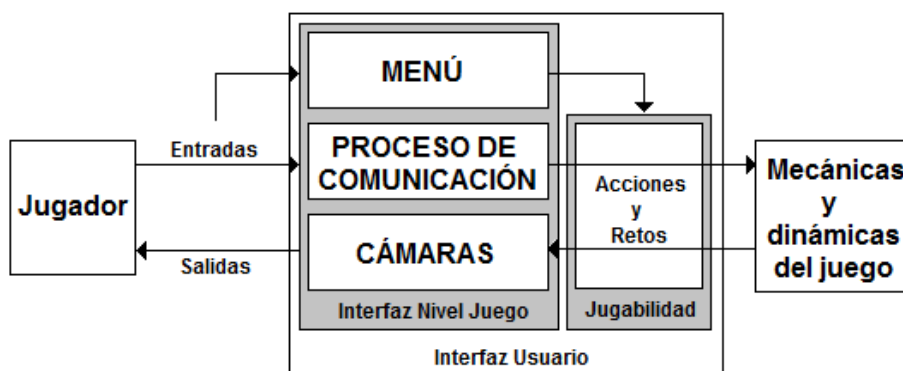 MENÚ
Entradas
PROCESO DE
COMUNICACIÓN
Jugador
Acciones
y
Retos
Mecánicas
y
dinámicas
del juego
Salidas
CÁMARAS
Interfaz Nivel Juego
Jugabilidad
Interfaz Usuario